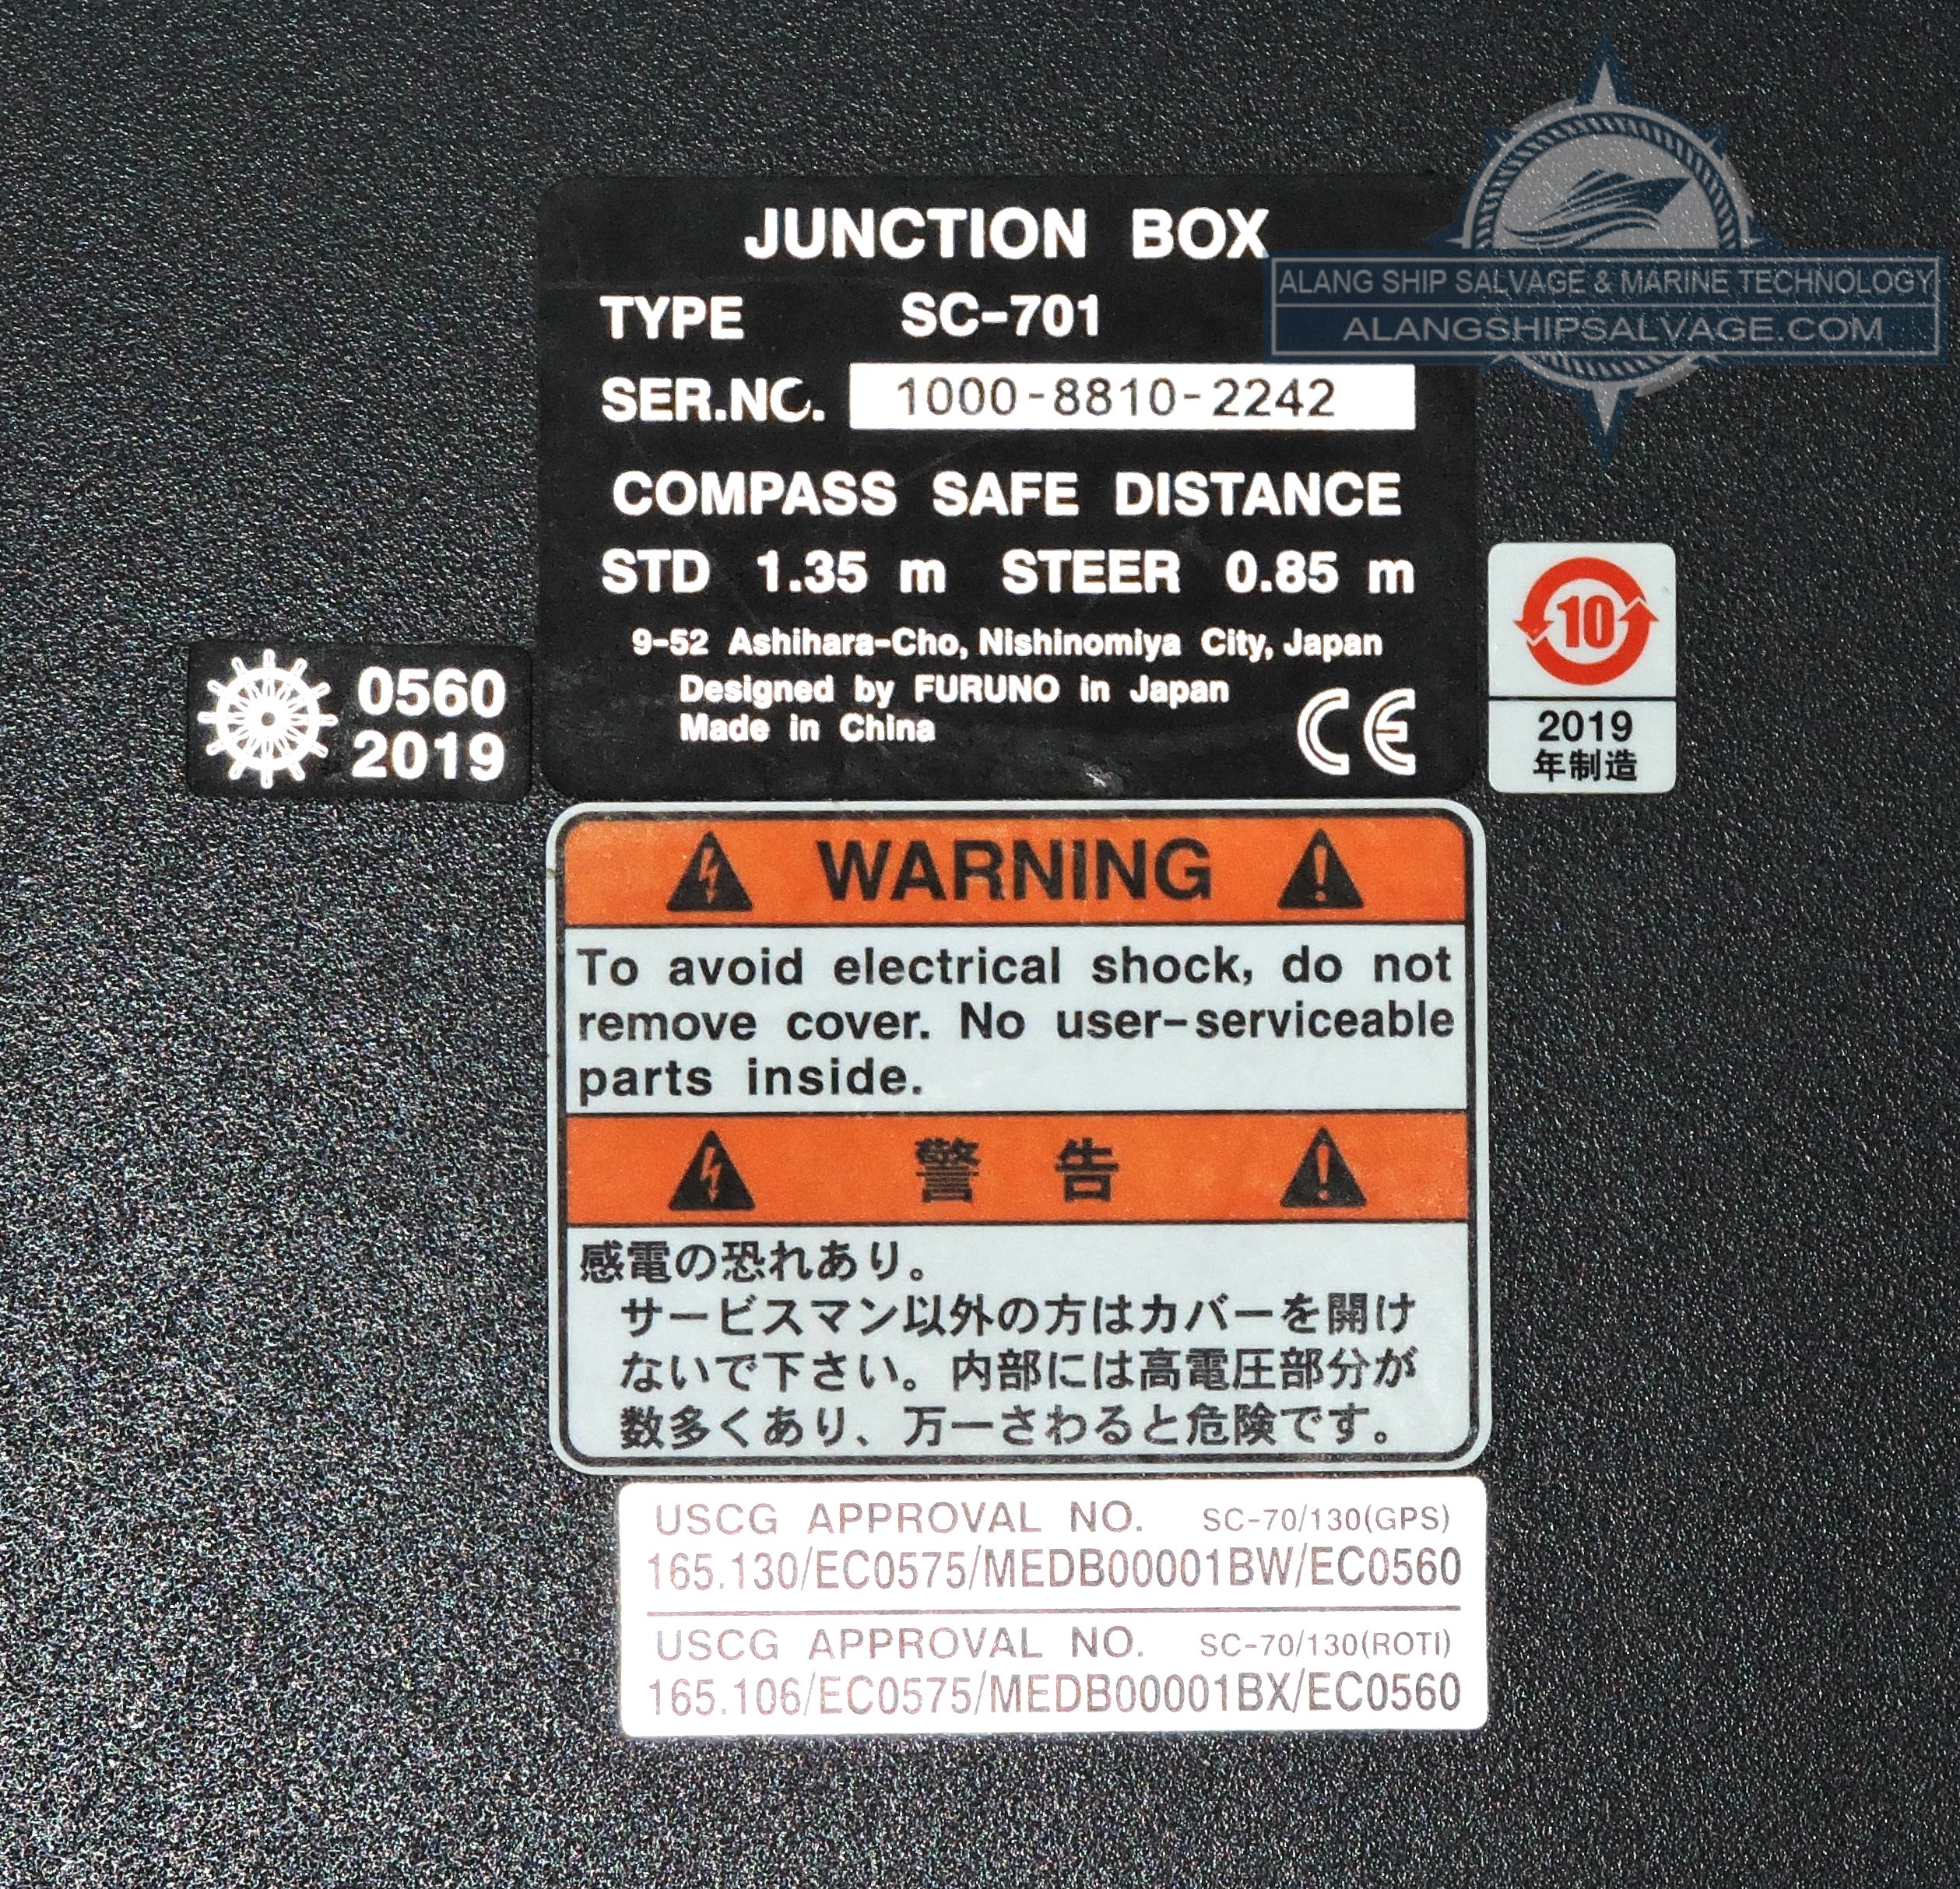 JUNCTION BOX
TYPE SC-701
SER.NO. 1000-8810-2242
COMPASS SAFE DISTANCE
STD 1.35 m STEER 0.85 m
9-52 Ashihara-Cho, Nishinomiya City, Japan
Designed by FURUNO in Japan
Made in China
CE
ALANG SHIP SALVAGE & MARINE TECHNOLOGY
ALANGSHIPSALVAGE.COM
0560
2019
10
2019
年制造
WARNING
To avoid electrical shock, do not
remove cover. No user-serviceable
parts inside.
警 告
感電の恐れあり。
サービスマン以外の方はカバーを開け
ないで下さい。内部には高電圧部分が
数多くあり、万一さわると危険です。
USCG APPROVAL NO. SC-70/130(GPS)
165.130/EC0575/MEDB00001BW/EC0560
USCG APPROVAL NO. SC-70/130(ROTI)
165.106/EC0575/MEDB00001BX/EC0560